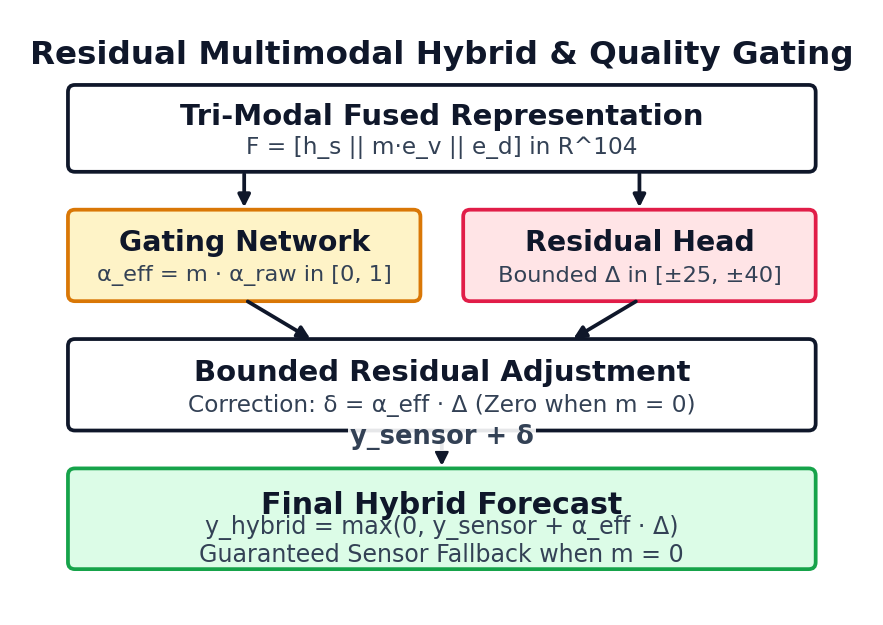 Residual Multimodal Hybrid & Quality Gating
Tri-Modal Fused Representation
F = [h_s || m·e_v || e_d] in R^104
Gating Network
α_eff = m · α_raw in [0, 1]
Residual Head
Bounded Δ in [±25, ±40]
Bounded Residual Adjustment
Correction: δ = α_eff · Δ (Zero when m = 0)
y_sensor + δ
Final Hybrid Forecast
y_hybrid = max(0, y_sensor + α_eff · Δ)
Guaranteed Sensor Fallback when m = 0